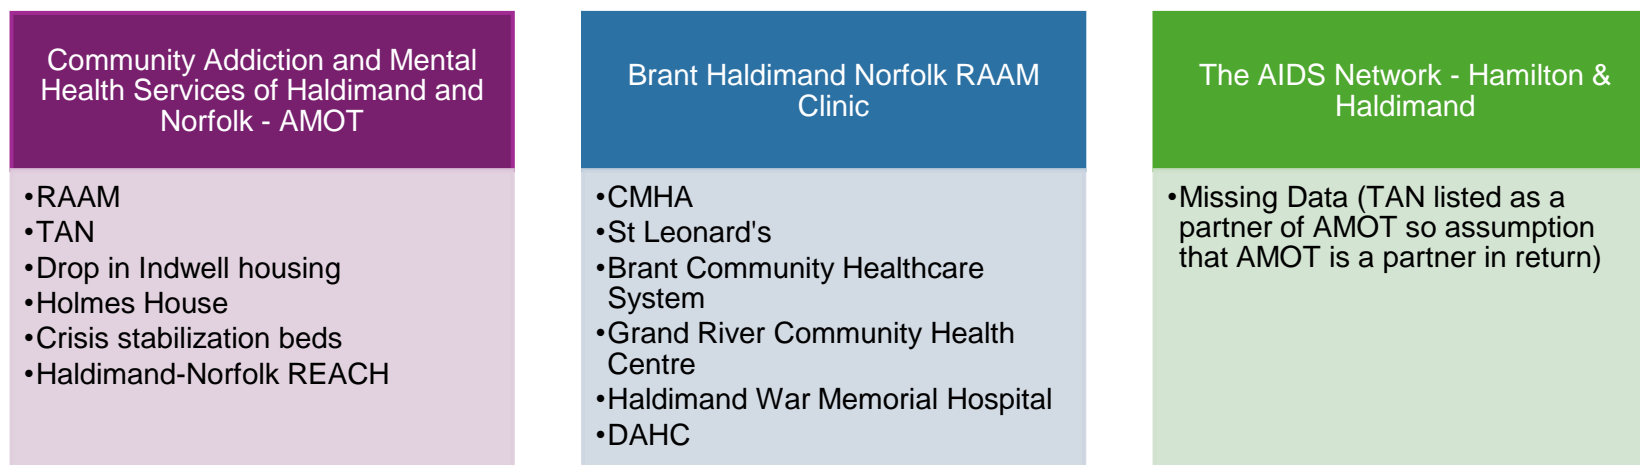 Community Addiction and Mental
Health Services of Haldimand and
Norfolk - AMOT
•RAAM
•TAN
•Drop in Indwell housing
•Holmes House
•Crisis stabilization beds
•Haldimand-Norfolk REACH
Brant Haldimand Norfolk RAAM
Clinic
•CMHA
•St Leonard's
•Brant Community Healthcare
System
•Grand River Community Health
Centre
•Haldimand War Memorial Hospital
•DAHC
The AIDS Network - Hamilton &
Haldimand
•Missing Data (TAN listed as a
partner of AMOT so assumption
that AMOT is a partner in return)